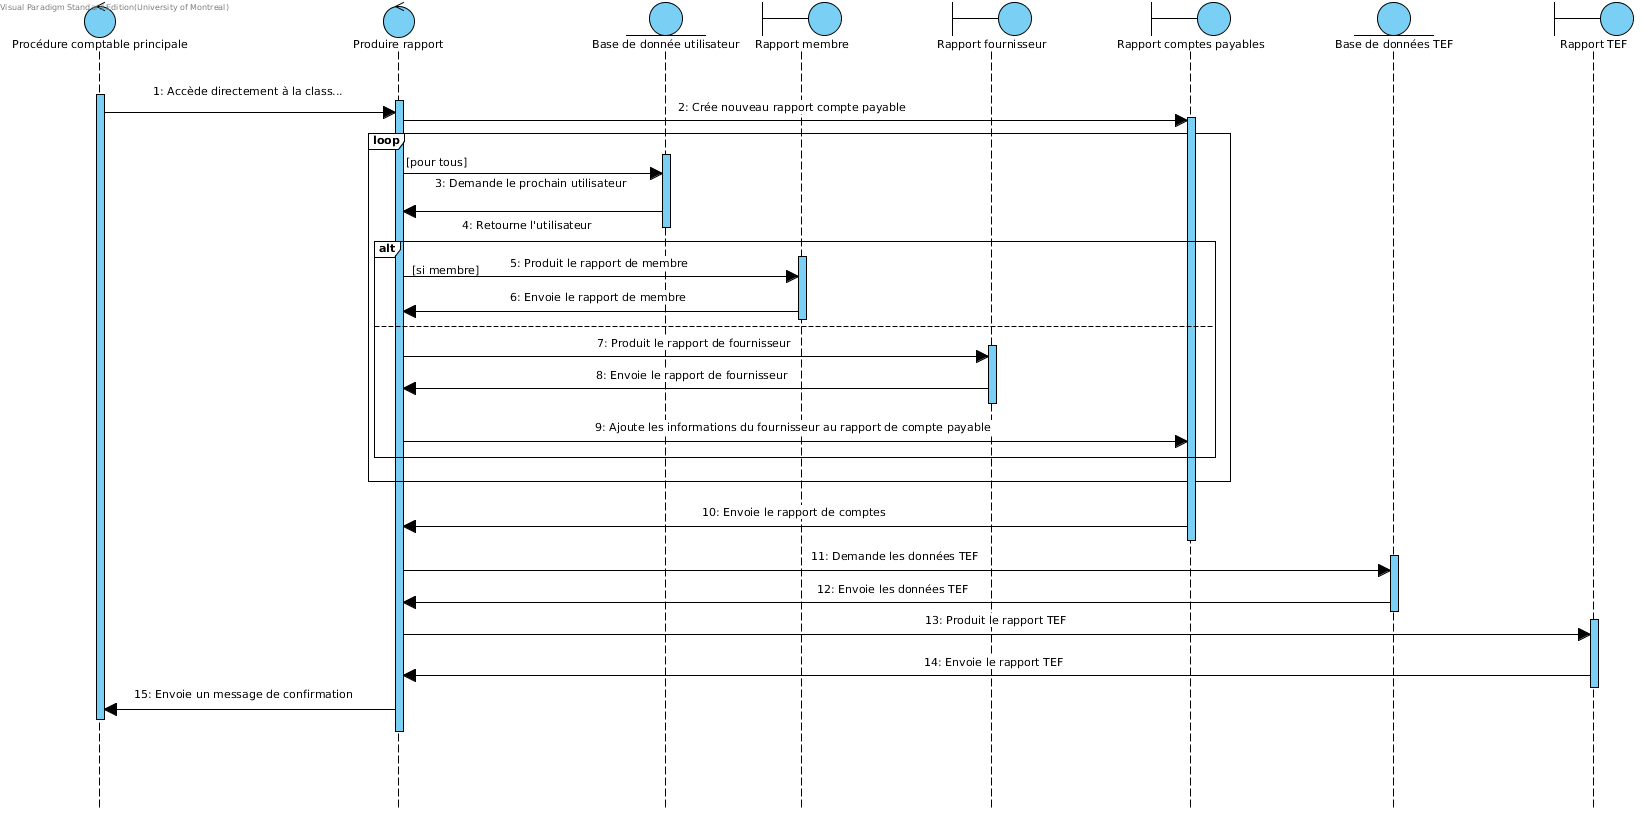 Visual Paradigm Standard Edition(University of Montreal)
Procédure comptable principale
Produire rapport
Base de donnée utilisateur
Rapport membre
Rapport fournisseur
Rapport comptes payables
Base de données TEF
Rapport TEF
1: Accède directement à la class...
2: Crée nouveau rapport compte payable
loop
[pour tous]
3: Demande le prochain utilisateur
4: Retourne l'utilisateur
alt
[si membre]
5: Produit le rapport de membre
6: Envoie le rapport de membre
7: Produit le rapport de fournisseur
8: Envoie le rapport de fournisseur
9: Ajoute les informations du fournisseur au rapport de compte payable
10: Envoie le rapport de comptes
11: Demande les données TEF
12: Envoie les données TEF
13: Produit le rapport TEF
14: Envoie le rapport TEF
15: Envoie un message de confirmation